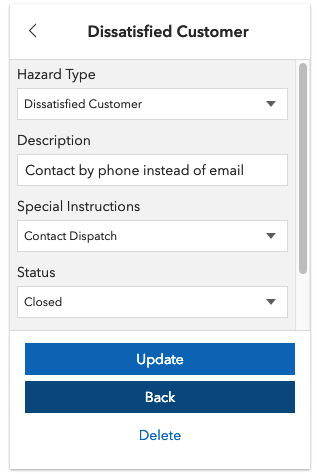 Dissatisfied Customer
Hazard Type
Dissatisfied Customer
Description
Contact by phone instead of email
Special Instructions
Contact Dispatch
Status
Closed
Update
Back
Delete